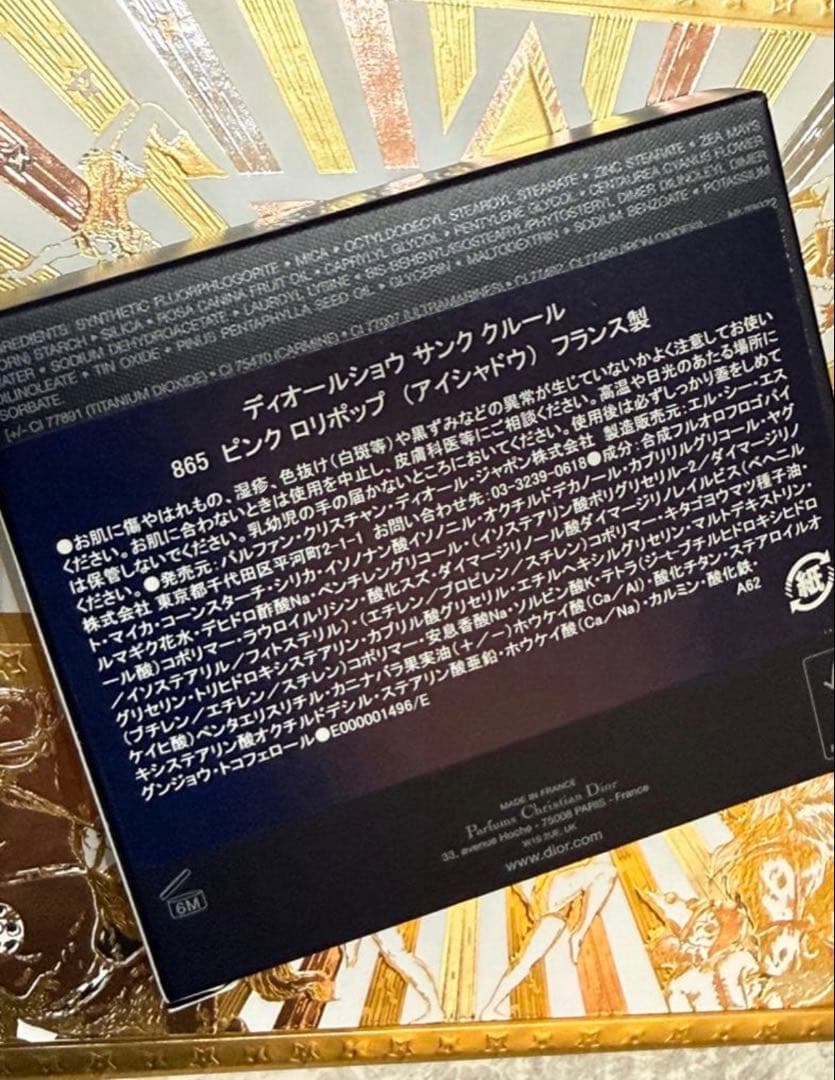 REDIENTS: SYNTHETIC FLUORPHLOGOPITE • MICA • OCTYLDODECYL STEAROYL STEARATE • ZINC STEARATE • ZEA MAYS
ORN) STARCH • SILICA • ROSA CANINA FRUIT OIL • CAPRYLYL GLYCOL • PENTYLENE GLYCOL • CENTAUREA CYANUS FLOWER
ATER • SODIUM DEHYDROACETATE • LAUROYL LYSINE • BIS-BEHENYL/ISOSTEARYL/PHYTOSTERYL DIMER DILINOLEYL DIMER
DILINOLEATE • TIN OXIDE • PINUS PENTAPHYLLA SEED OIL • GLYCERIN • MALTODEXTRIN • SODIUM BENZOATE • POTASSIUM
SORBATE.
[+/- CI 77891 (TITANIUM DIOXIDE) • CI 75470 (CARMINE) • CI 77007 (ULTRAMARINES) •
ディオールショウ サンク クルール
865 ピンク ロリポップ (アイシャドウ) フランス製
●お肌に傷やはれもの、湿疹、色抜け(白斑等)や黒ずみなどの異常が生じていないかよく注意してお使い
ください。お肌に合わないときは使用を中止し、皮膚科医等にご相談ください。高温や日光のあたる場所に
は保管しないでください。乳幼児の手の届かないところにおいてください。使用後は必ずしっかり蓋をしめて
ください。●発売元:パルファン・クリスチャン・ディオール・ジャポン株式会社 製造販売元:エル・シー・エス
株式会社 東京都千代田区平河町2-1-1 お問い合わせ先:03-3239-0618●成分:合成フルオロフロゴパイ
ト・マイカ・コーンスターチ・シリカ・イソノナン酸イソノニル・オクチルドデカノール・カプリリルグリコール・ヤグ
ルマギク花水・デヒドロ酢酸Na・ペンチレングリコール・(イソステアリン酸ポリグリセリル-2/ダイマージリノ
ール酸)コポリマー・ラウロイルリシン・酸化スズ・ダイマージリノール酸ダイマージリノレイルビス(ベヘニル
/イソステアリル/フィトステリル)・(エチレン/プロピレン/スチレン)コポリマー・キタゴヨウマツ種子油・
グリセリン・トリヒドロキシステアリン・カプリル酸グリセリル・エチルヘキシルグリセリン・マルトデキストリン・
(ブチレン/エチレン/スチレン)コポリマー・安息香酸Na・ソルビン酸K・テトラ(ジ-t-ブチルヒドロキシヒドロ
ケイヒ酸)ペンタエリスリチル・カニナバラ果実油(+/-)ホウケイ酸(Ca/Al)・酸化チタン・ステアロイルオ
キシステアリン酸オクチルドデシル・ステアリン酸亜鉛・ホウケイ酸(Ca/Na)・カルミン・酸化鉄・
グンジョウ・トコフェロール●E000001496/E
A62
紙
MADE IN FRANCE
Parfums Christian Dior
33, avenue Hoche • 75008 PARIS - France
W1S 2UE, UK
www.dior.com
6M